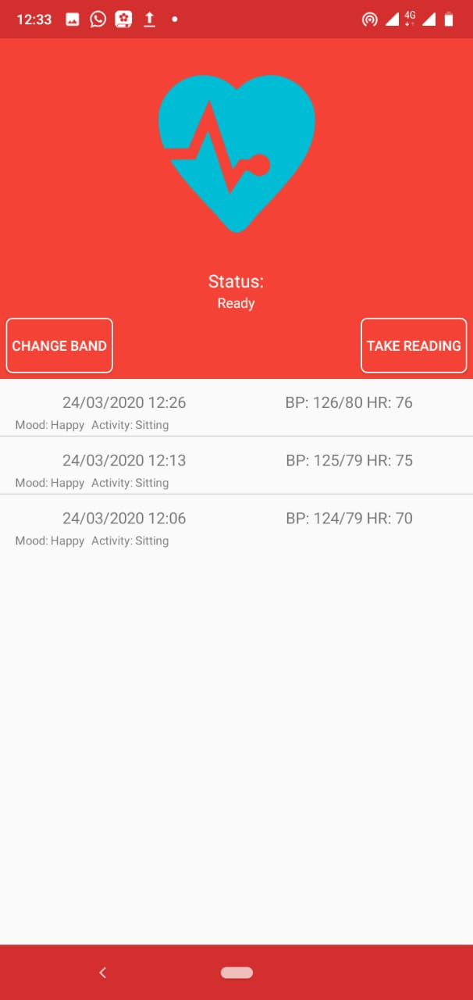 12:33
4G
Status:
Ready
CHANGE BAND
TAKE READING
24/03/2020 12:26 BP: 126/80 HR: 76
Mood: Happy Activity: Sitting
24/03/2020 12:13 BP: 125/79 HR: 75
Mood: Happy Activity: Sitting
24/03/2020 12:06 BP: 124/79 HR: 70
Mood: Happy Activity: Sitting